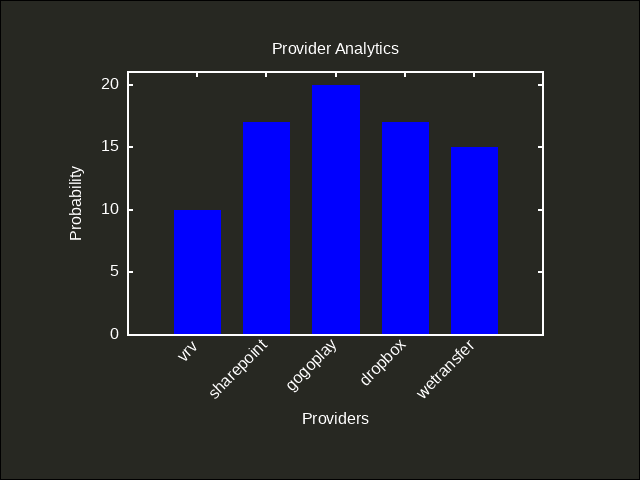 Provider Analytics
Probability
20
15
10
5
0
vrv
sharepoint
gogoplay
dropbox
wetransfer
Providers